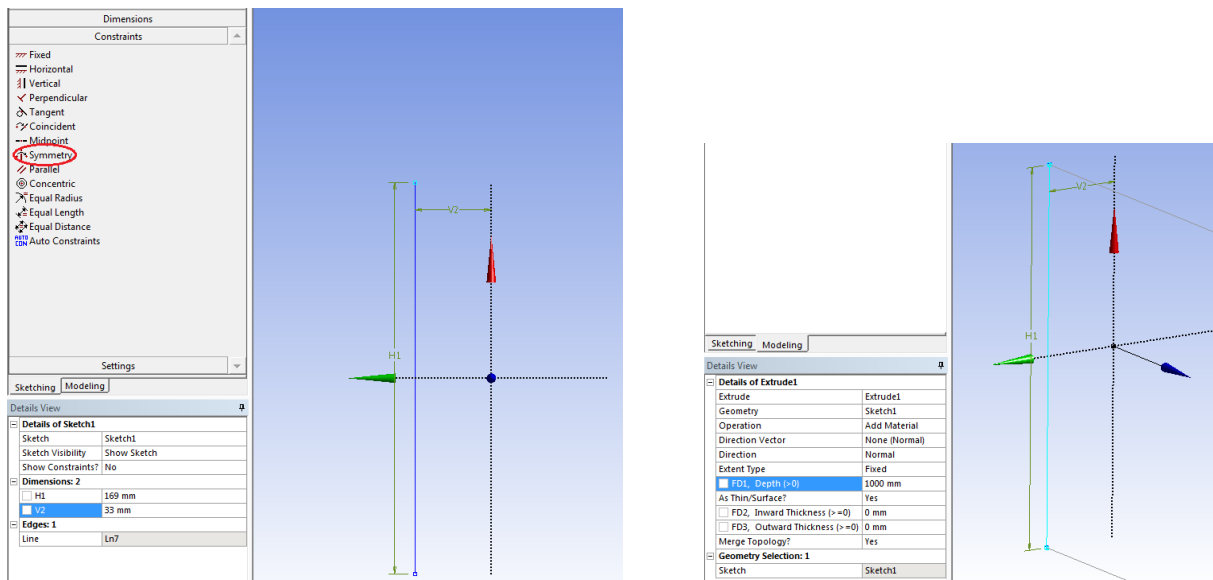 Dimensions
Constraints
Fixed
Horizontal
Vertical
Perpendicular
Tangent
Coincident
Midpoint
Symmetry
Parallel
Concentric
Equal Radius
Equal Length
Equal Distance
AUTO CON Auto Constraints
Settings
Sketching Modeling
Details View
Details of Sketch1
Sketch Sketch1
Sketch Visibility Show Sketch
Show Constraints? No
Dimensions: 2
H1 169 mm
V2 33 mm
Edges: 1
Line Ln7
V2
H1
Sketching Modeling
Details View
Details of Extrude1
Extrude Extrude1
Geometry Sketch1
Operation Add Material
Direction Vector None (Normal)
Direction Normal
Extent Type Fixed
FD1, Depth (>0) 1000 mm
As Thin/Surface? Yes
FD2, Inward Thickness (>=0) 0 mm
FD3, Outward Thickness (>=0) 0 mm
Merge Topology? Yes
Geometry Selection: 1
Sketch Sketch1
V2
H1